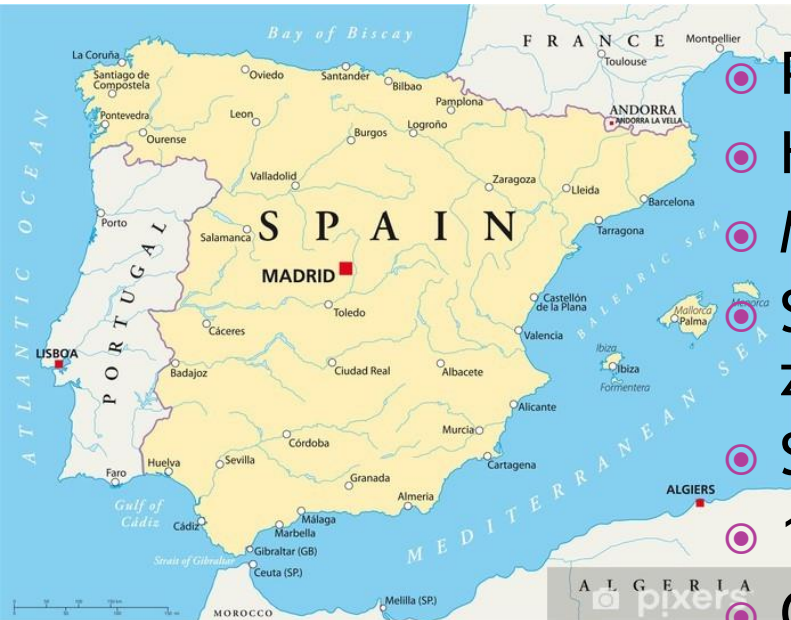 Bay of Biscay
FRANCE
Montpellier
Toulouse
La Coruña
Santiago de
Compostela
Oviedo
Santander
Bilbao
Pamplona
ANDORRA
ANDORRA LA VELLA
Pontevedra
Ourense
Leon
Burgos
Logroño
Valladolid
Zaragoza
Lleida
Barcelona
Tarragona
Porto
Salamanca
SPAIN
MADRID
PORTUGAL
ATLANTIC OCEAN
BALEARIC SEA
Toledo
Castellón
de la Plana
Valencia
Menorca
Mallorca
Palma
Ibiza
Ibiza
Formentera
Cáceres
LISBOA
Badajoz
Ciudad Real
Albacete
Alicante
Murcia
Cartagena
Córdoba
Huelva
Sevilla
Faro
Granada
Almeria
MEDITERRANEAN SEA
ALGIERS
Gulf of
Cádiz
Cádiz
Málaga
Marbella
Gibraltar (GB)
Strait of Gibraltar
Ceuta (SP.)
Melilla (SP.)
MOROCCO
ALGERIA
pixers